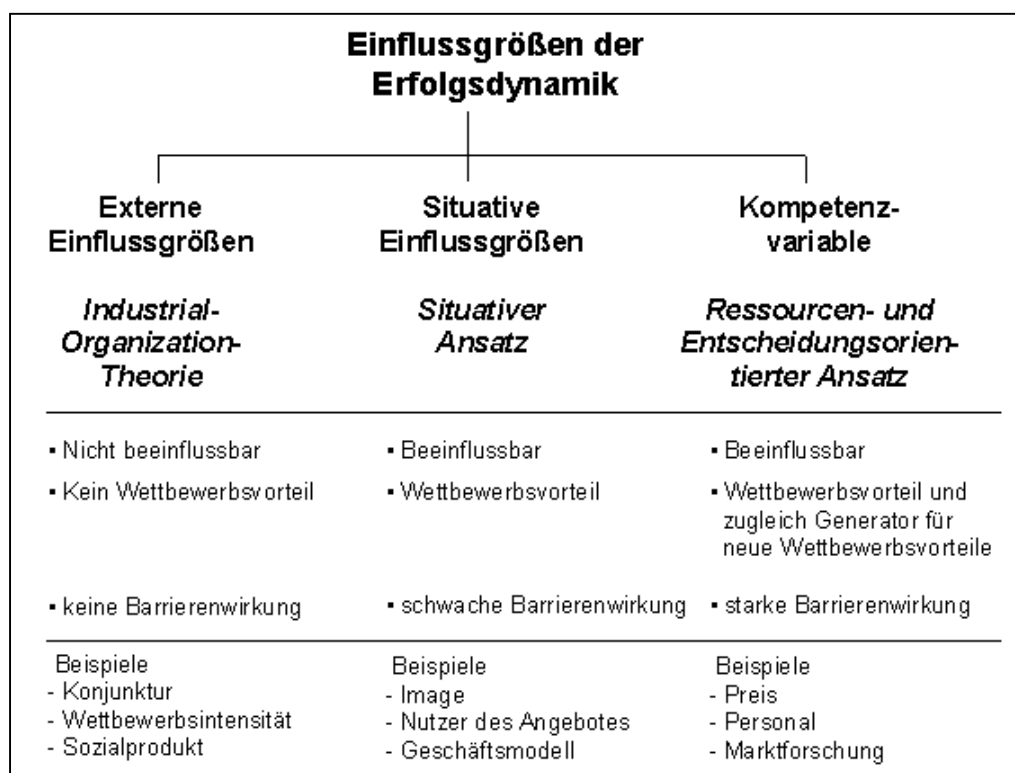 Einflussgrößen der
Erfolgsdynamik
Externe
Einflussgrößen
Industrial-
Organization-
Theorie
▪ Nicht beeinflussbar
▪ Kein Wettbewerbsvorteil
▪ keine Barrierenwirkung
Beispiele
- Konjunktur
- Wettbewerbsintensität
- Sozialprodukt
Situative
Einflussgrößen
Situativer
Ansatz
▪ Beeinflussbar
▪ Wettbewerbsvorteil
▪ schwache Barrierenwirkung
Beispiele
- Image
- Nutzer des Angebotes
- Geschäftsmodell
Kompetenz-
variable
Ressourcen- und
Entscheidungsorien-
tierter Ansatz
▪ Beeinflussbar
▪ Wettbewerbsvorteil und
zugleich Generator für
neue Wettbewerbsvorteile
▪ starke Barrierenwirkung
Beispiele
- Preis
- Personal
- Marktforschung